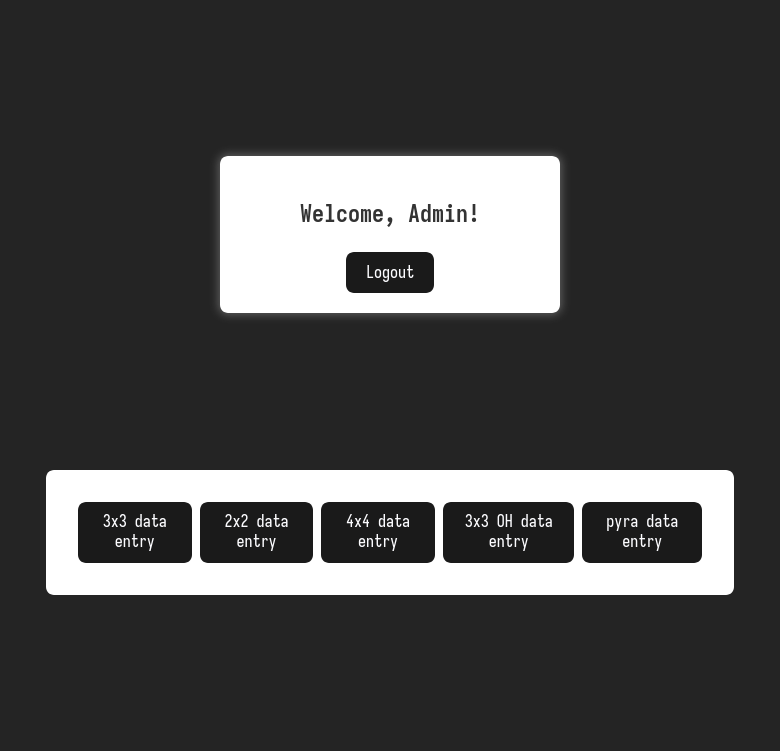 Welcome, Admin!
Logout
3x3 data
entry
2x2 data
entry
4x4 data
entry
3x3 OH data
entry
pyra data
entry